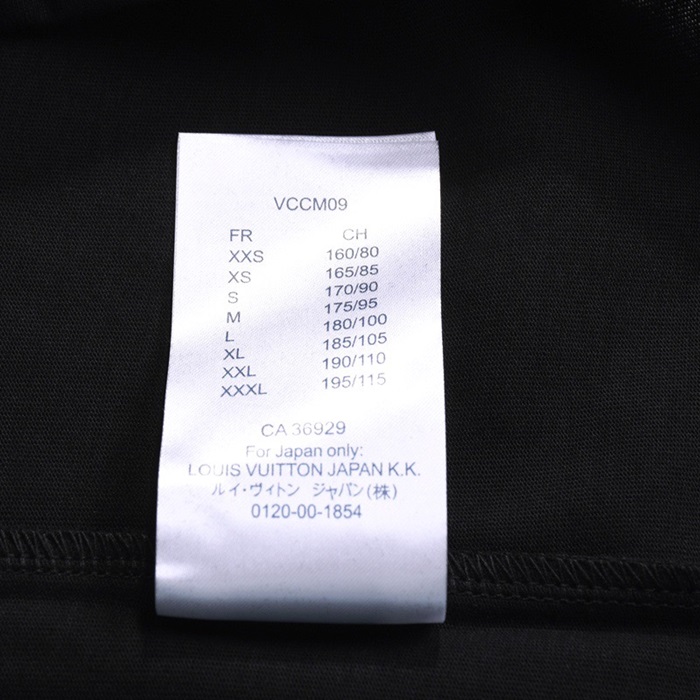 VCCM09
FR CH
XXS 160/80
XS 165/85
S 170/90
M 175/95
L 180/100
XL 185/105
XXL 190/110
XXXL 195/115
CA 36929
For Japan only:
LOUIS VUITTON JAPAN K.K.
ルイ・ヴィトン ジャパン(株)
0120-00-1854